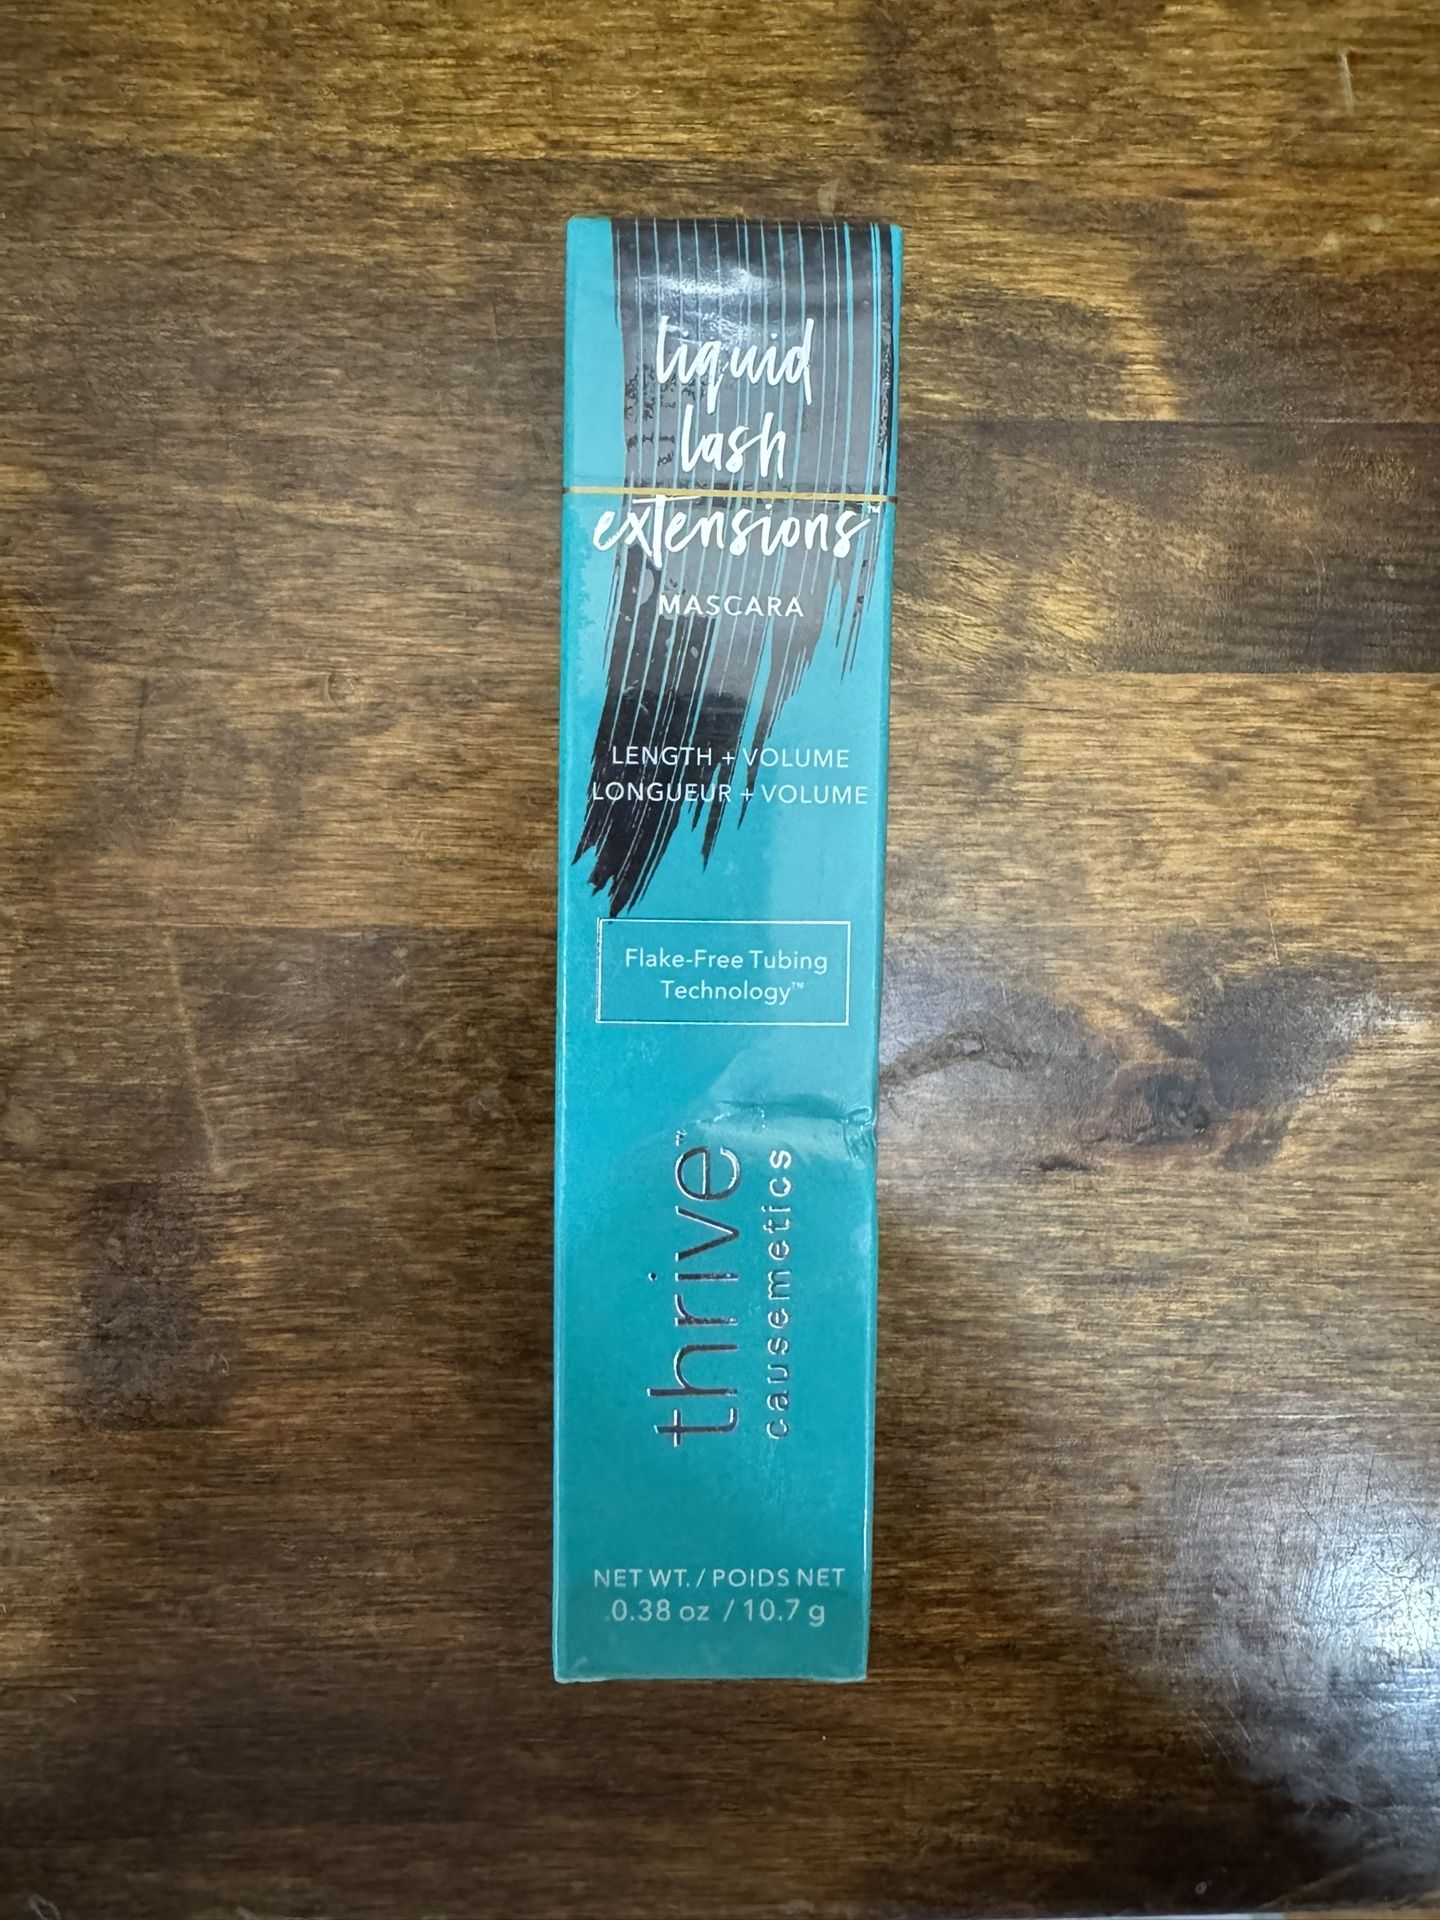 liquid
lash
extensions™
MASCARA
LENGTH + VOLUME
LONGUEUR + VOLUME
Flake-Free Tubing
Technology™
thrive™
causemetics
NET WT. / POIDS NET
0.38 oz / 10.7 g